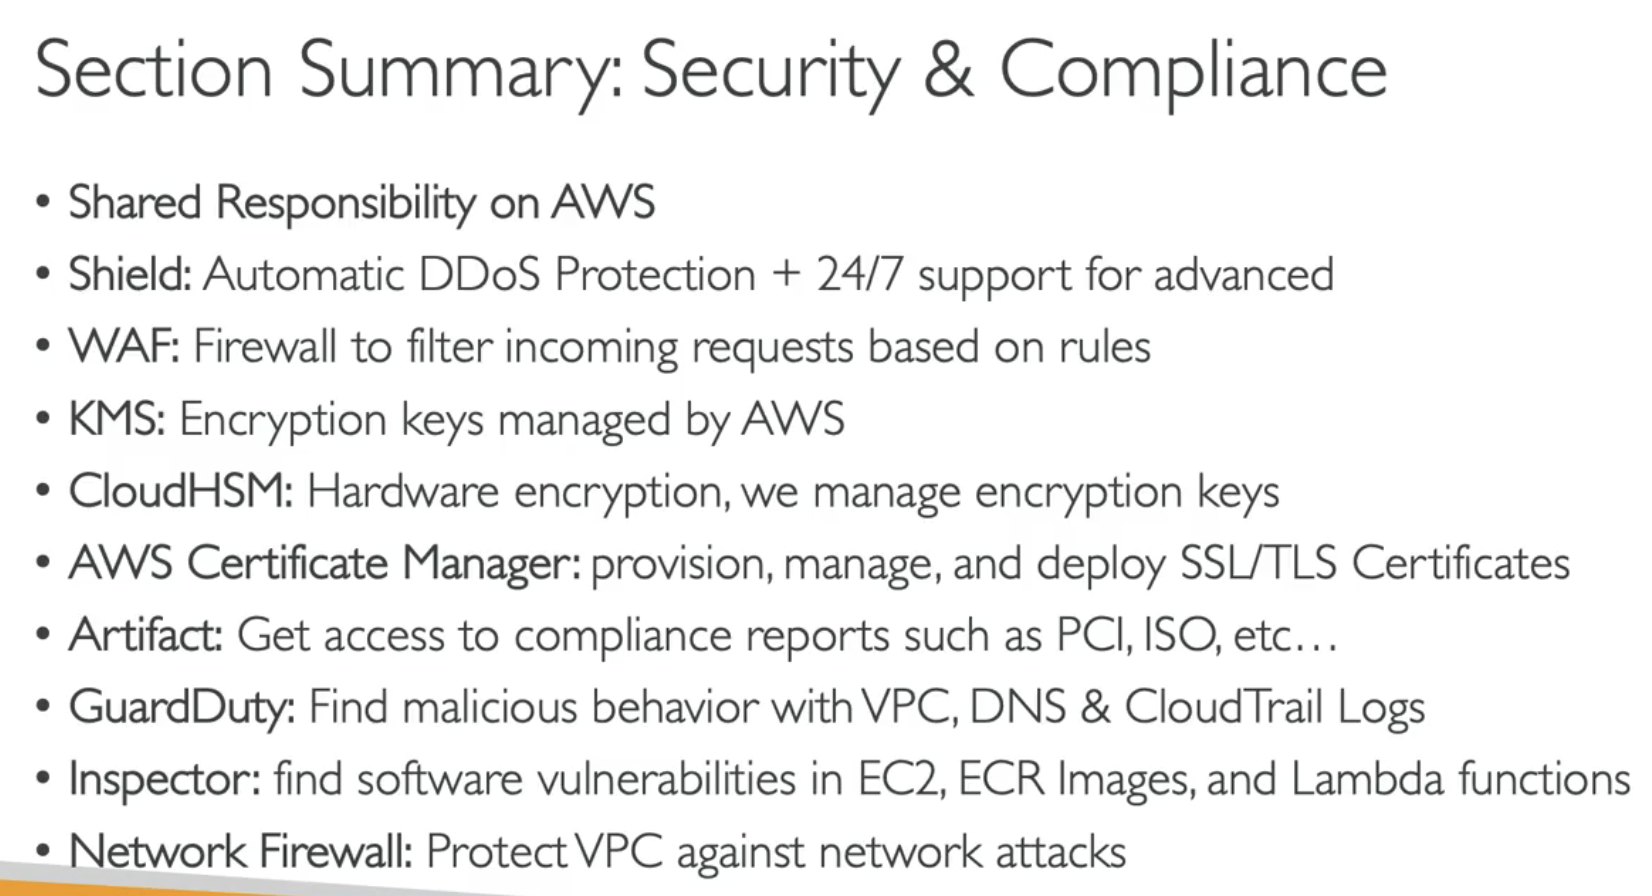 Section Summary: Security & Compliance
• Shared Responsibility on AWS
• Shield: Automatic DDoS Protection + 24/7 support for advanced
• WAF: Firewall to filter incoming requests based on rules
• KMS: Encryption keys managed by AWS
• CloudHSM: Hardware encryption, we manage encryption keys
• AWS Certificate Manager: provision, manage, and deploy SSL/TLS Certificates
• Artifact: Get access to compliance reports such as PCI, ISO, etc…
• GuardDuty: Find malicious behavior with VPC, DNS & CloudTrail Logs
• Inspector: find software vulnerabilities in EC2, ECR Images, and Lambda functions
• Network Firewall: Protect VPC against network attacks